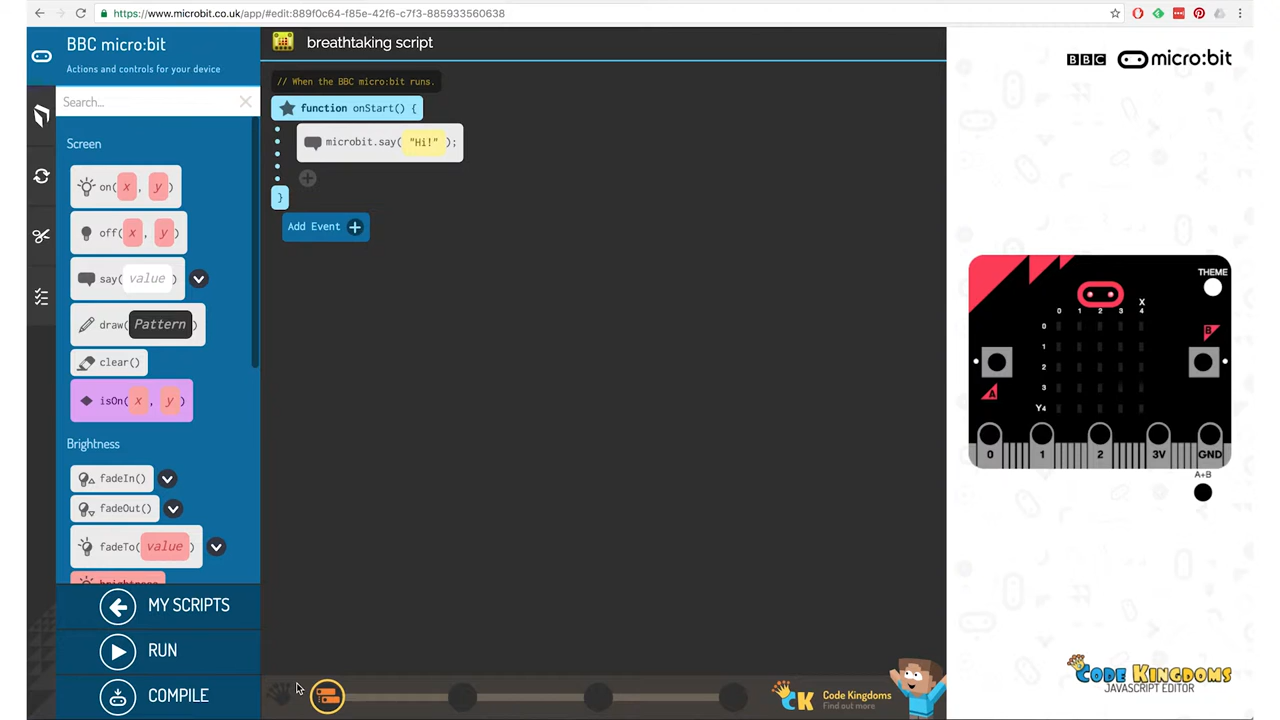 https://www.microbit.co.uk/app/#edit:889f0c64-f85e-42f6-c7f3-885933560638
BBC micro:bit
Actions and controls for your device
Search...
Screen
on( x , y )
off( x , y )
say( value )
draw( Pattern )
clear()
isOn( x , y )
Brightness
fadeIn()
fadeOut()
fadeTo( value )
brightness
MY SCRIPTS
RUN
COMPILE
breathtaking script
// When the BBC micro:bit runs.
function onStart() {
microbit.say( "Hi!" );
}
Add Event
CK
Code Kingdoms
Find out more
BBC micro:bit
THEME
X
0 1 2 3 4
0
1
2
3
Y4
A
B
0 1 2 3V GND
A+B
CODE KINGDOMS
JAVASCRIPT EDITOR